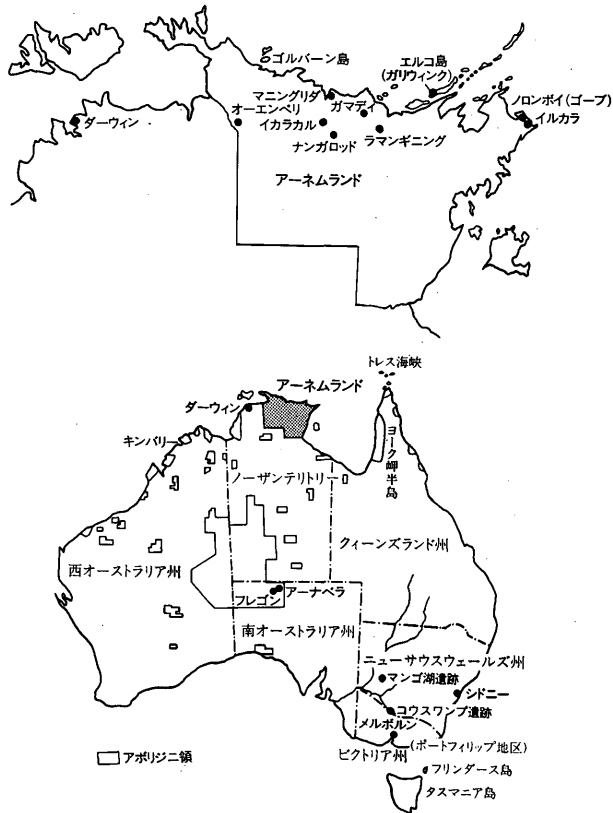 ゴルバーン島
エルコ島
(ガリウィンク)
マニングリダ
ガマディ
オーエンペリ
ノロンボイ(ゴーブ)
ダーウィン
イカラカル
イルカラ
ナンガロッド
ラマンギニング
アーネムランド
トレス海峡
アーネムランド
ダーウィン
キンバリー
ヨーク岬半島
ノーザンテリトリー
クィーンズランド州
西オーストラリア州
アーナベラ
フレゴン
南オーストラリア州
ニューサウスウェールズ州
マンゴ湖遺跡
シドニー
コウスワンプ遺跡
メルボルン
(ポートフィリップ地区)
ビクトリア州
アボリジニ領
フリンダース島
タスマニア島